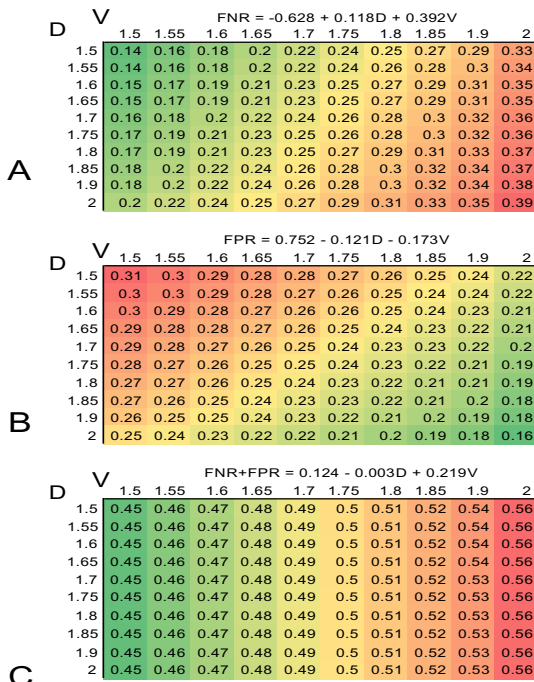 V FNR = -0.628 + 0.118D + 0.392V
D 1.5 1.55 1.6 1.65 1.7 1.75 1.8 1.85 1.9 2
1.5 0.14 0.16 0.18 0.2 0.22 0.24 0.25 0.27 0.29 0.33
1.55 0.14 0.16 0.18 0.2 0.22 0.24 0.26 0.28 0.3 0.34
1.6 0.15 0.17 0.19 0.21 0.23 0.25 0.27 0.29 0.31 0.35
1.65 0.15 0.17 0.19 0.21 0.23 0.25 0.27 0.29 0.31 0.35
1.7 0.16 0.18 0.2 0.22 0.24 0.26 0.28 0.3 0.32 0.36
1.75 0.17 0.19 0.21 0.23 0.25 0.26 0.28 0.3 0.32 0.36
1.8 0.17 0.19 0.21 0.23 0.25 0.27 0.29 0.31 0.33 0.37
1.85 0.18 0.2 0.22 0.24 0.26 0.28 0.3 0.32 0.34 0.37
1.9 0.18 0.2 0.22 0.24 0.26 0.28 0.3 0.32 0.34 0.38
2 0.2 0.22 0.24 0.25 0.27 0.29 0.31 0.33 0.35 0.39
A
V FPR = 0.752 - 0.121D - 0.173V
D 1.5 1.55 1.6 1.65 1.7 1.75 1.8 1.85 1.9 2
1.5 0.31 0.3 0.29 0.28 0.28 0.27 0.26 0.25 0.24 0.22
1.55 0.3 0.3 0.29 0.28 0.27 0.26 0.25 0.24 0.24 0.22
1.6 0.3 0.29 0.28 0.27 0.26 0.26 0.25 0.24 0.23 0.21
1.65 0.29 0.28 0.28 0.27 0.26 0.25 0.24 0.23 0.22 0.21
1.7 0.29 0.28 0.27 0.26 0.25 0.24 0.23 0.23 0.22 0.2
1.75 0.28 0.27 0.26 0.25 0.25 0.24 0.23 0.22 0.21 0.19
1.8 0.27 0.27 0.26 0.25 0.24 0.23 0.22 0.21 0.21 0.19
1.85 0.27 0.26 0.25 0.24 0.23 0.23 0.22 0.21 0.2 0.18
1.9 0.26 0.25 0.25 0.24 0.23 0.22 0.21 0.2 0.19 0.18
2 0.25 0.24 0.23 0.22 0.22 0.21 0.2 0.19 0.18 0.16
B
V FNR+FPR = 0.124 - 0.003D + 0.219V
D 1.5 1.55 1.6 1.65 1.7 1.75 1.8 1.85 1.9 2
1.5 0.45 0.46 0.47 0.48 0.49 0.5 0.51 0.52 0.54 0.56
1.55 0.45 0.46 0.47 0.48 0.49 0.5 0.51 0.52 0.54 0.56
1.6 0.45 0.46 0.47 0.48 0.49 0.5 0.51 0.52 0.54 0.56
1.65 0.45 0.46 0.47 0.48 0.49 0.5 0.51 0.52 0.54 0.56
1.7 0.45 0.46 0.47 0.48 0.49 0.5 0.51 0.52 0.53 0.56
1.75 0.45 0.46 0.47 0.48 0.49 0.5 0.51 0.52 0.53 0.56
1.8 0.45 0.46 0.47 0.48 0.49 0.5 0.51 0.52 0.53 0.56
1.85 0.45 0.46 0.47 0.48 0.49 0.5 0.51 0.52 0.53 0.56
1.9 0.45 0.46 0.47 0.48 0.49 0.5 0.51 0.52 0.53 0.56
2 0.45 0.46 0.47 0.48 0.49 0.5 0.51 0.52 0.53 0.56
C